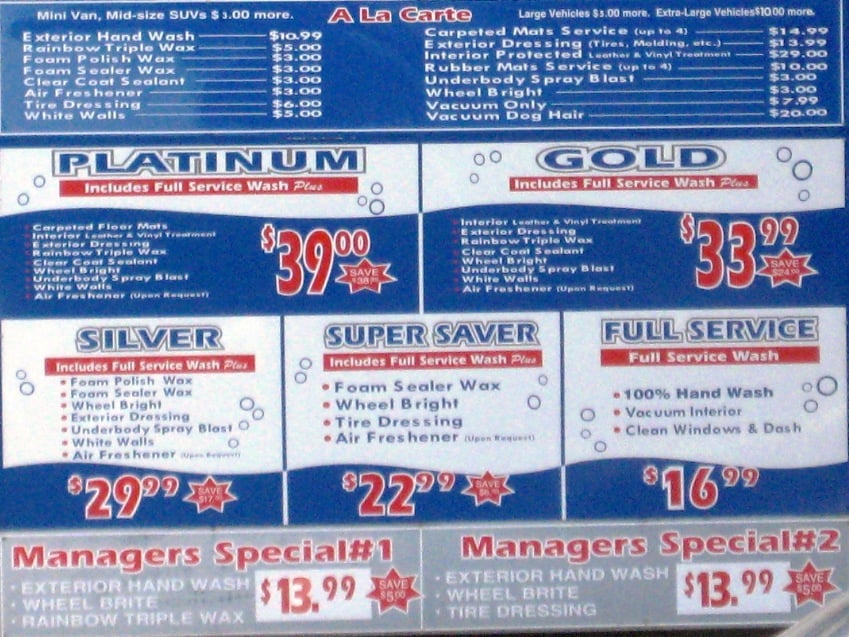 Mini Van, Mid-size SUVs $3.00 more.
A La Carte
Large Vehicles $5.00 more. Extra-Large Vehicles $10.00 more.
Exterior Hand Wash $10.99
Rainbow Triple Wax $5.00
Foam Polish Wax $3.00
Foam Sealer Wax $3.00
Clear Coat Sealant $3.00
Air Freshener $3.00
Tire Dressing $6.00
White Walls $5.00
Carpeted Mats Service (up to 4) $14.99
Exterior Dressing (Tires, Molding, etc.) $13.99
Interior Protected Leather & Vinyl Treatment $29.00
Rubber Mats Service (up to 4) $10.00
Underbody Spray Blast $3.00
Wheel Bright $3.00
Vacuum Only $7.99
Vacuum Dog Hair $20.00
PLATINUM
Includes Full Service Wash Plus
Carpeted Floor Mats
Interior Leather & Vinyl Treatment
Exterior Dressing
Rainbow Triple Wax
Clear Coat Sealant
Wheel Bright
Underbody Spray Blast
White Walls
Air Freshener (Upon Request)
$39.00
SAVE
GOLD
Includes Full Service Wash Plus
Interior Leather & Vinyl Treatment
Exterior Dressing
Rainbow Triple Wax
Clear Coat Sealant
Wheel Bright
Underbody Spray Blast
White Walls
Air Freshener (Upon Request)
$33.99
SAVE
SILVER
Includes Full Service Wash Plus
• Foam Polish Wax
• Foam Sealer Wax
• Wheel Bright
• Exterior Dressing
• Underbody Spray Blast
• White Walls
• Air Freshener (Upon Request)
$29.99
SAVE
SUPER SAVER
Includes Full Service Wash Plus
• Foam Sealer Wax
• Wheel Bright
• Tire Dressing
• Air Freshener (Upon Request)
$22.99
SAVE
FULL SERVICE
Full Service Wash
• 100% Hand Wash
• Vacuum Interior
• Clean Windows & Dash
$16.99
Managers Special#1
• EXTERIOR HAND WASH
• WHEEL BRITE
• RAINBOW TRIPLE WAX
$13.99
SAVE
$5.00
Managers Special#2
• EXTERIOR HAND WASH
• WHEEL BRITE
• TIRE DRESSING
$13.99
SAVE
$5.00